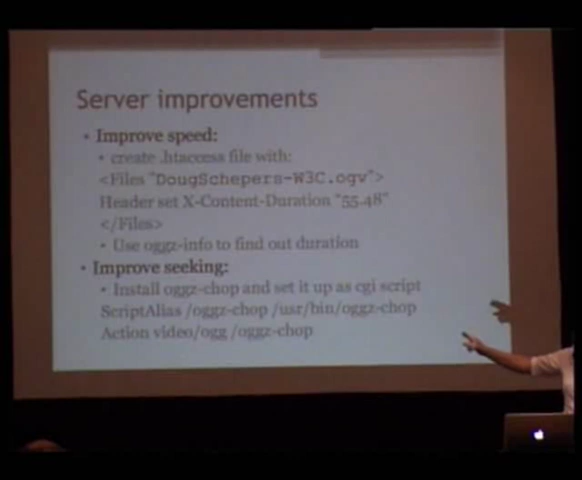 Server improvements
• Improve speed:
• create .htaccess file with:
<Files "DougSchepers-W3C.ogv">
Header set X-Content-Duration "55.48"
</Files>
• Use oggz-info to find out duration
• Improve seeking:
• Install oggz-chop and set it up as cgi script
ScriptAlias /oggz-chop /usr/bin/oggz-chop
Action video/ogg /oggz-chop